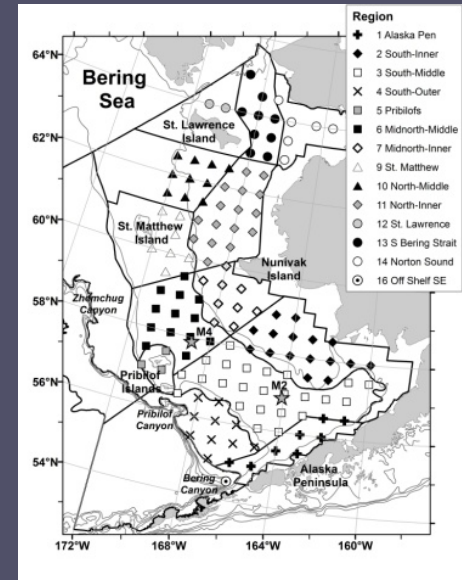 Region
1 Alaska Pen
2 South-Inner
3 South-Middle
4 South-Outer
5 Pribilofs
6 Midnorth-Middle
7 Midnorth-Inner
9 St. Matthew
10 North-Middle
11 North-Inner
12 St. Lawrence
13 S Bering Strait
14 Norton Sound
16 Off Shelf SE
64°N
Bering
Sea
62°N
St. Lawrence
Island
60°N
St. Matthew
Island
Nunivak
Island
58°N
Zhemchug
Canyon
M4
56°N
Pribilof
Islands
M2
Pribilof
Canyon
54°N
Bering
Canyon
Alaska
Peninsula
172°W
168°W
164°W
160°W